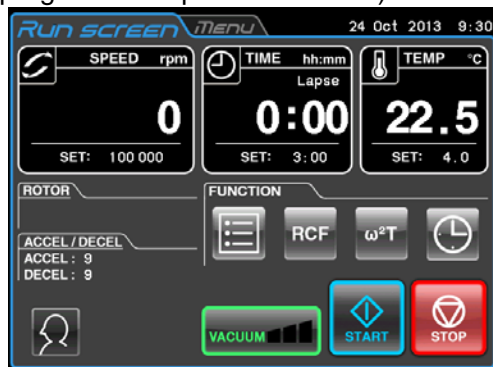 Run screen Menu 24 Oct 2013 9:30
SPEED rpm
0
SET: 100 000
TIME hh:mm
Lapse
0:00
SET: 3:00
TEMP °C
22.5
SET: 4.0
ROTOR
ACCEL/DECEL
ACCEL: 9
DECEL: 9
FUNCTION
RCF
ω²T
VACUUM
START
STOP